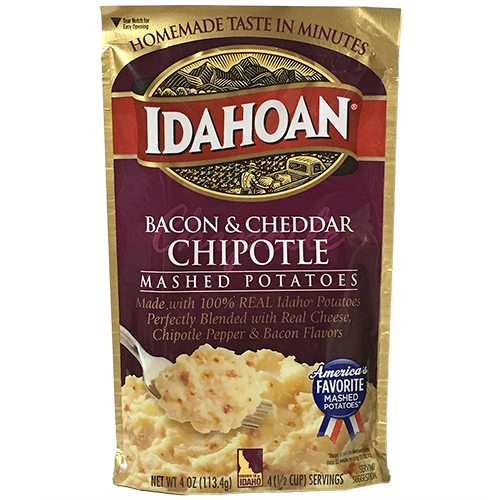 Tear Notch for
Easy Opening
HOMEMADE TASTE IN MINUTES
IDAHOAN®
BACON & CHEDDAR
CHIPOTLE
MASHED POTATOES
Made with 100% REAL Idaho® Potatoes
Perfectly Blended with Real Cheese,
Chipotle Pepper & Bacon Flavors
America's
FAVORITE
MASHED
POTATOES*
NET WT 4 OZ (113.4g)
IDAHO
4 (½ CUP) SERVINGS
SERVING
SUGGESTION